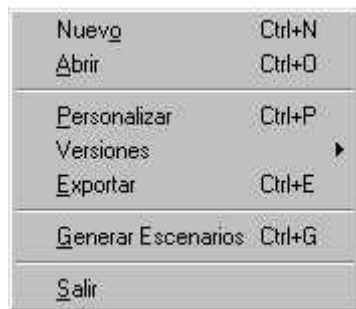 Nuevo Ctrl+N
Abrir Ctrl+O
Personalizar Ctrl+P
Versiones
Exportar Ctrl+E
Generar Escenarios Ctrl+G
Salir